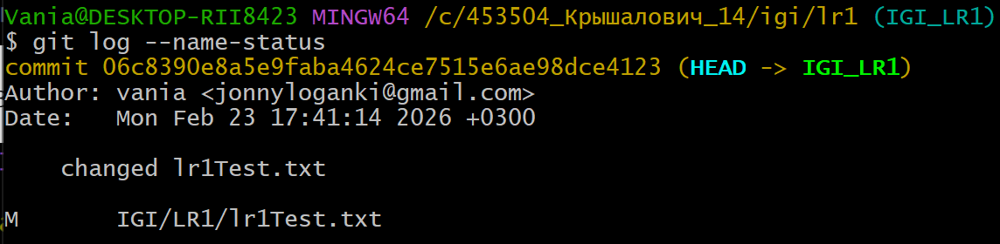 Vania@DESKTOP-RII8423 MINGW64 /c/453504_Крышалович_14/igi/lr1 (IGI_LR1)
$ git log --name-status
commit 06c8390e8a5e9faba4624ce7515e6ae98dce4123 (HEAD -> IGI_LR1)
Author: vania <jonnyloganki@gmail.com>
Date:   Mon Feb 23 17:41:14 2026 +0300
    changed lr1Test.txt
M       IGI/LR1/lr1Test.txt